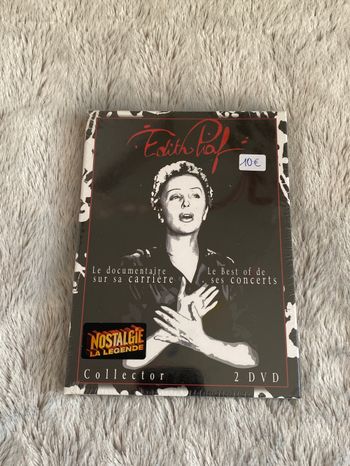 Edith Piaf
10€
Le documentaire
sur sa carrière
Le Best of de
ses concerts
NOSTALGIE
LA LEGENDE
Collector
2 DVD